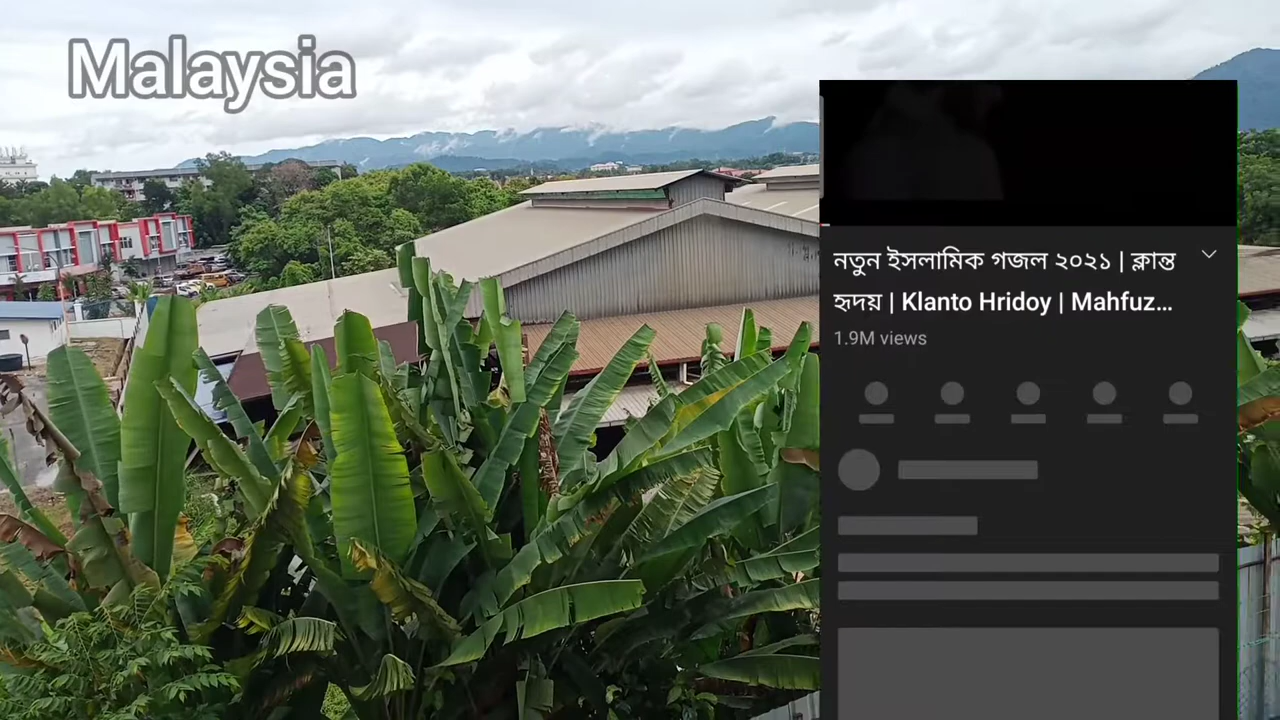 Malaysia
নতুন ইসলামিক গজল ২০২১ | ক্লান্ত
হৃদয় | Klanto Hridoy | Mahfuz...
1.9M views